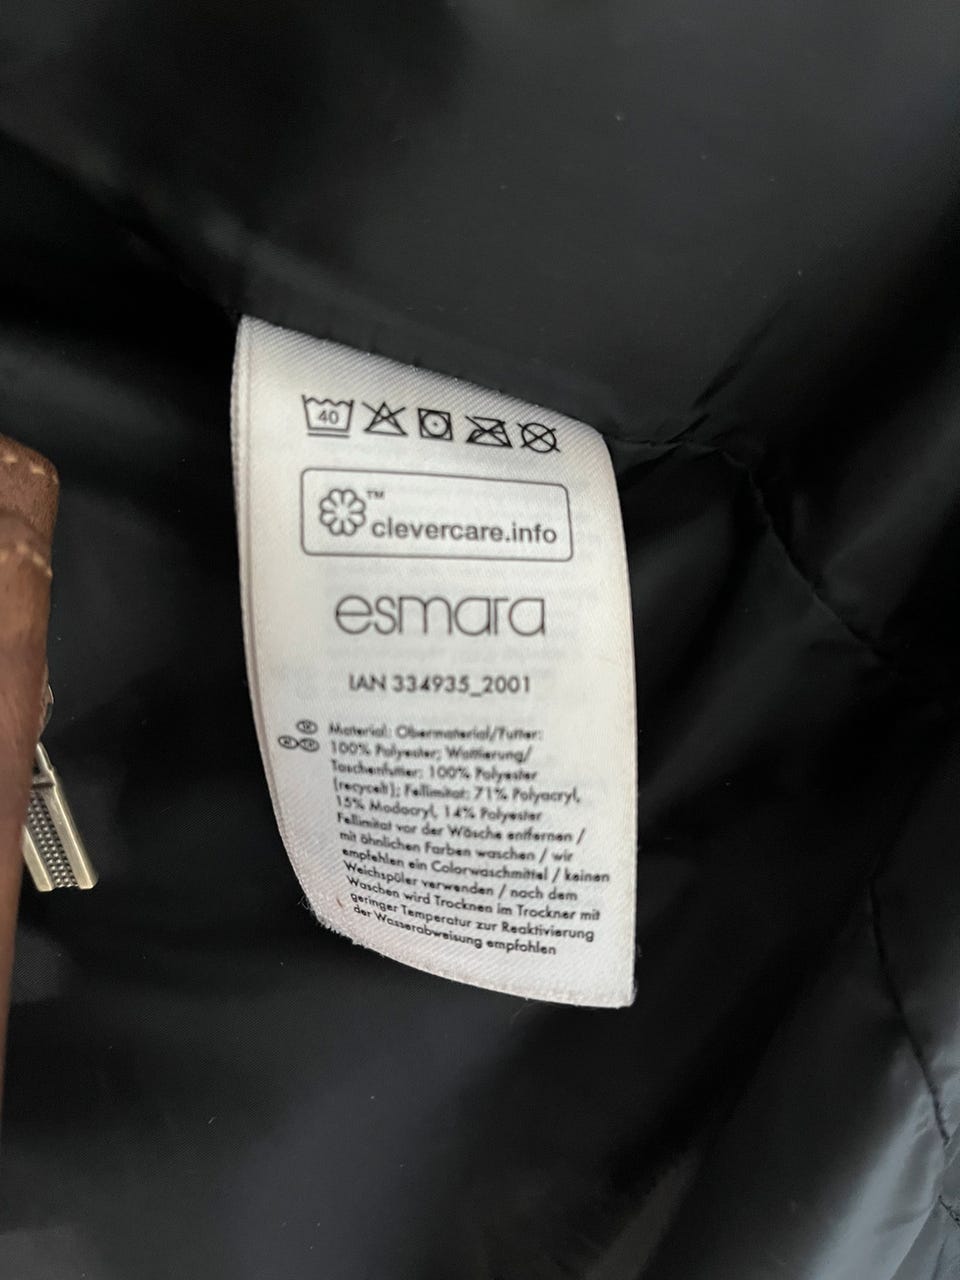 40
clevercare.info
TM
esmara
IAN 334935_2001
Material: Obermaterial/Futter:
100% Polyester; Wattierung/
Taschenfutter: 100% Polyester
(recycelt); Fellimitat: 71% Polyacryl,
15% Modacryl, 14% Polyester
Fellimitat vor der Wäsche entfernen /
mit ähnlichen Farben waschen / wir
empfehlen ein Colorwaschmittel / keinen
Weichspüler verwenden / nach dem
Waschen wird Trocknen im Trockner mit
geringer Temperatur zur Reaktivierung
der Wasserabweisung empfohlen